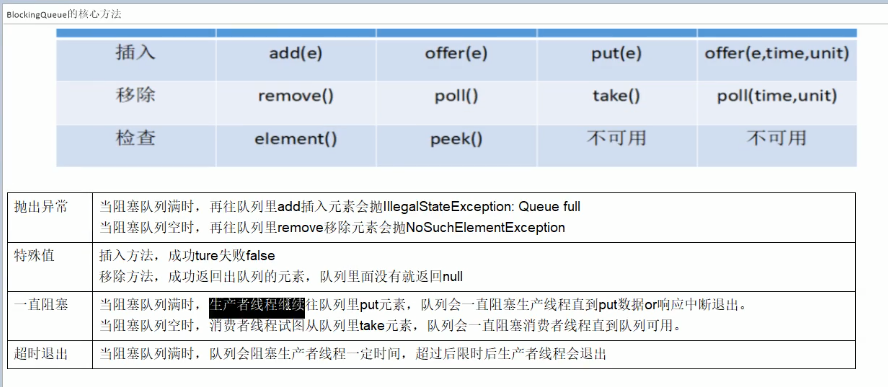 BlockingQueue的核心方法
插入 add(e) offer(e) put(e) offer(e,time,unit)
移除 remove() poll() take() poll(time,unit)
检查 element() peek() 不可用 不可用
抛出异常 当阻塞队列满时，再往队列里add插入元素会抛IllegalStateException: Queue full
当阻塞队列空时，再往队列里remove移除元素会抛NoSuchElementException
特殊值 插入方法，成功ture失败false
移除方法，成功返回出队列的元素，队列里面没有就返回null
一直阻塞 当阻塞队列满时，生产者线程继续往队列里put元素，队列会一直阻塞生产线程直到put数据or响应中断退出。
当阻塞队列空时，消费者线程试图从队列里take元素，队列会一直阻塞消费者线程直到队列可用。
超时退出 当阻塞队列满时，队列会阻塞生产者线程一定时间，超过后限时后生产者线程会退出